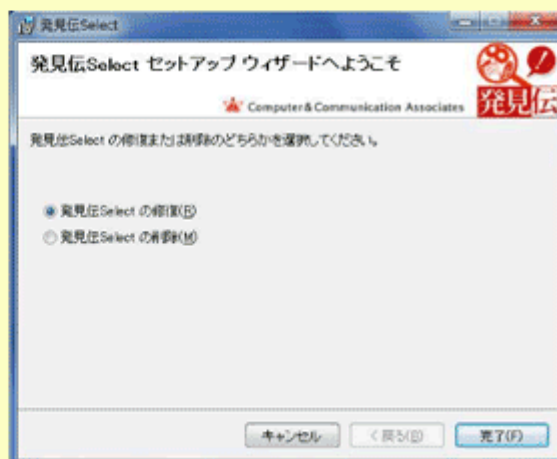 発見伝Select
発見伝Select セットアップ ウィザードへようこそ
Computer&Communication Associates
発見伝
発見伝Select の修復または削除のどちらかを選択してください。
発見伝Select の修復(R)
発見伝Select の削除(M)
キャンセル
< 戻る(B)
完了(F)